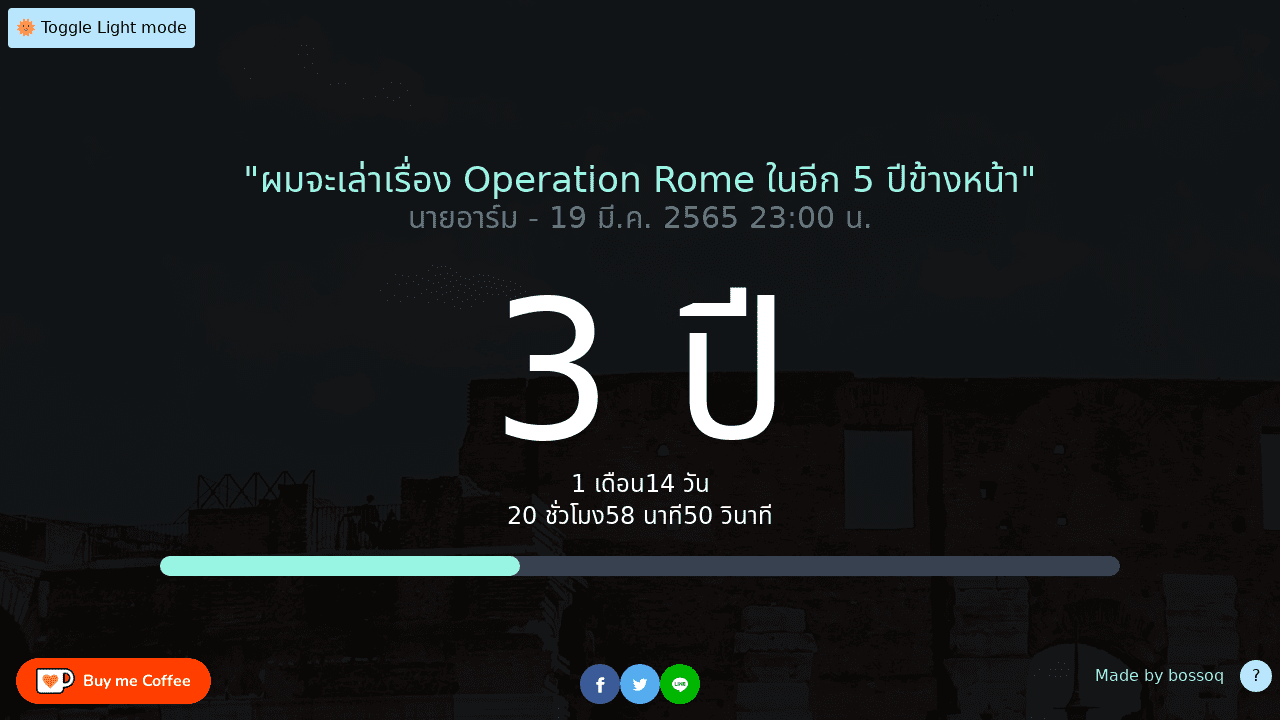 Toggle Light mode
"ผมจะเล่าเรื่อง Operation Rome ในอีก 5 ปีข้างหน้า"
นายอาร์ม - 19 มี.ค. 2565 23:00 น.
3 ปี
1 เดือน14 วัน
20 ชั่วโมง58 นาที50 วินาที
Buy me Coffee
LINE
Made by bossoq
?